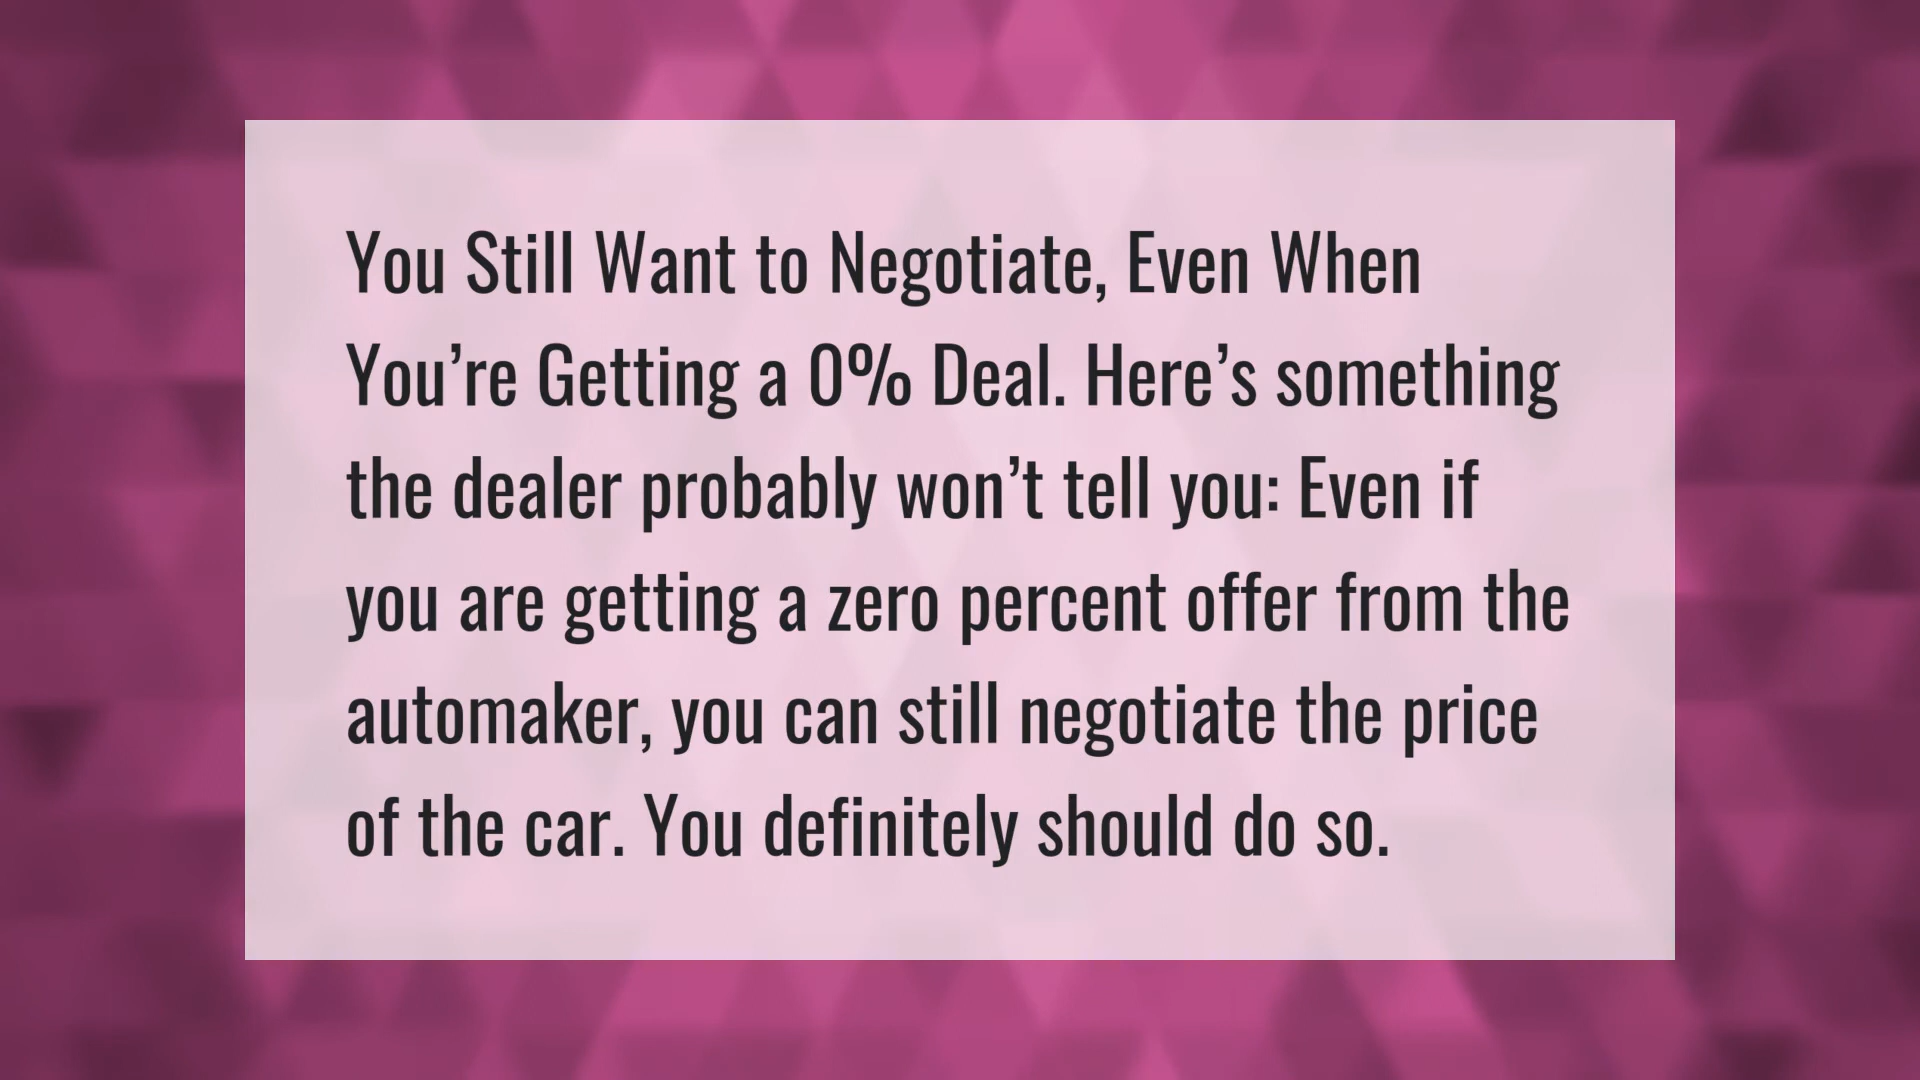 You Still Want to Negotiate, Even When
You’re Getting a 0% Deal. Here’s something
the dealer probably won’t tell you: Even if
you are getting a zero percent offer from the
automaker, you can still negotiate the price
of the car. You definitely should do so.